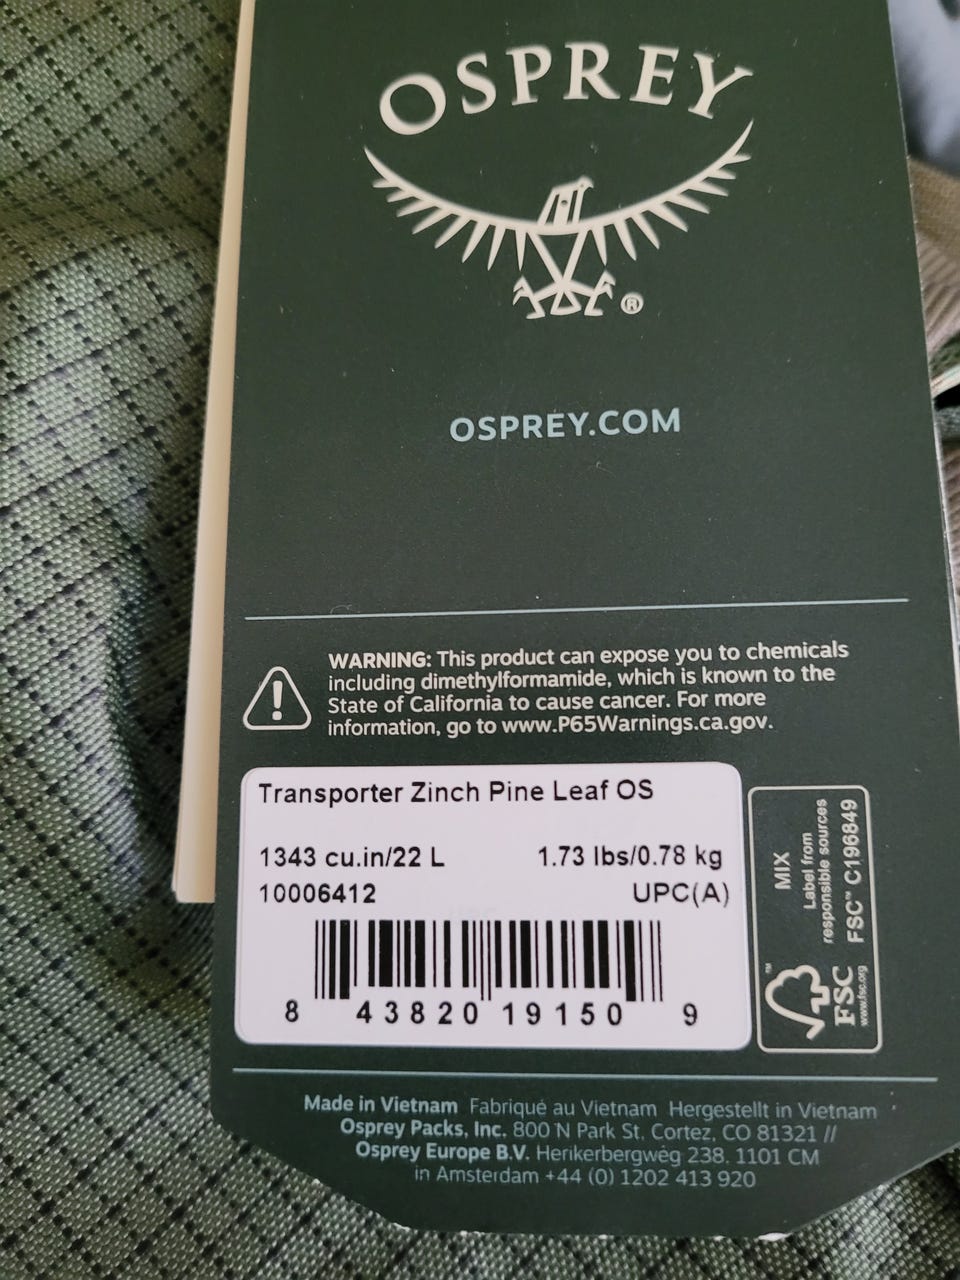 OSPREY
®
OSPREY.COM
WARNING: This product can expose you to chemicals
including dimethylformamide, which is known to the
State of California to cause cancer. For more
information, go to www.P65Warnings.ca.gov.
Transporter Zinch Pine Leaf OS
1343 cu.in/22 L 1.73 lbs/0.78 kg
10006412 UPC(A)
8 43820 19150 9
MIX
Label from
responsible sources
FSC™ C196849
™
FSC
www.fsc.org
Made in Vietnam Fabriqué au Vietnam Hergestellt in Vietnam
Osprey Packs, Inc. 800 N Park St, Cortez, CO 81321 //
Osprey Europe B.V. Herikerbergweg 238, 1101 CM
in Amsterdam +44 (0) 1202 413 920